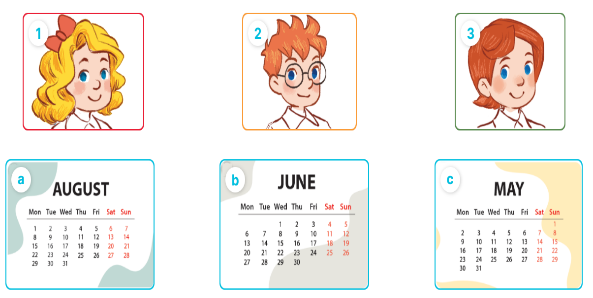 1
2
3
a
AUGUST
Mon Tue Wed Thu Fri Sat Sun
1 2 3 4 5 6 7
8 9 10 11 12 13 14
15 16 17 18 19 20 21
22 23 24 25 26 27 28
29 30 31
b
JUNE
Mon Tue Wed Thu Fri Sat Sun
1 2 3 4 5
6 7 8 9 10 11 12
13 14 15 16 17 18 19
20 21 22 23 24 25 26
27 28 29 30
c
MAY
Mon Tue Wed Thu Fri Sat Sun
1
2 3 4 5 6 7 8
9 10 11 12 13 14 15
16 17 18 19 20 21 22
23 24 25 26 27 28 29
30 31